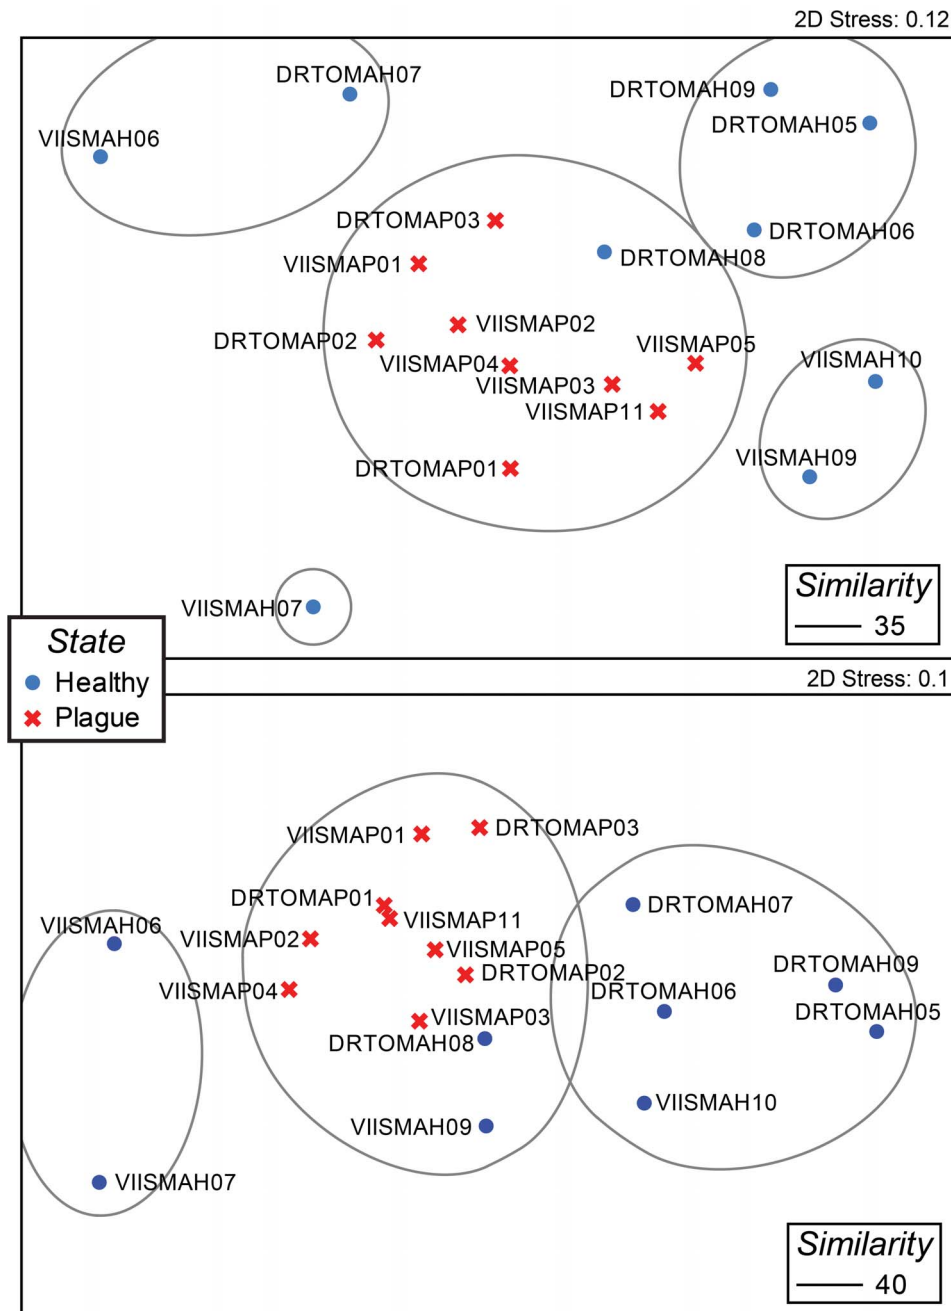 2D Stress: 0.12
DRTOMAH07
DRTOMAH09
DRTOMAH05
VIISMAH06
DRTOMAP03
DRTOMAH06
VIISMAP01
DRTOMAH08
VIISMAP02
DRTOMAP02
VIISMAP05
VIISMAP04
VIISMAH10
VIISMAP03
VIISMAP11
VIISMAH09
DRTOMAP01
Similarity
35
VIISMAH07
State
Healthy
Plague
2D Stress: 0.1
VIISMAP01
DRTOMAP03
DRTOMAP01
DRTOMAH07
VIISMAP11
VIISMAH06
VIISMAP02
VIISMAP05
DRTOMAH09
DRTOMAP02
VIISMAP04
DRTOMAH06
DRTOMAH05
VIISMAP03
DRTOMAH08
VIISMAH10
VIISMAH09
VIISMAH07
Similarity
40